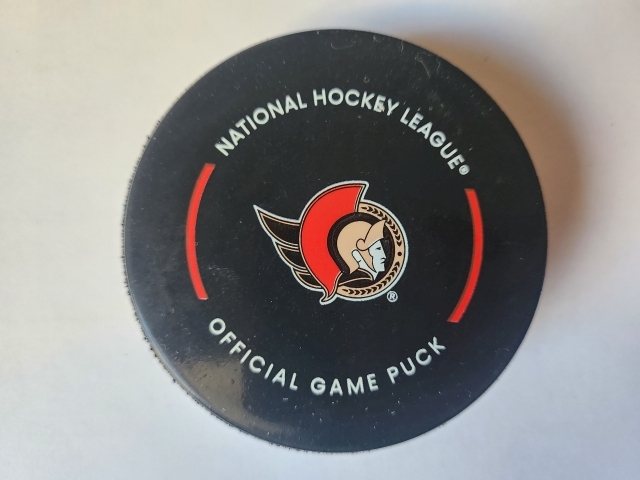 NATIONAL HOCKEY LEAGUE®
®
OFFICIAL GAME PUCK